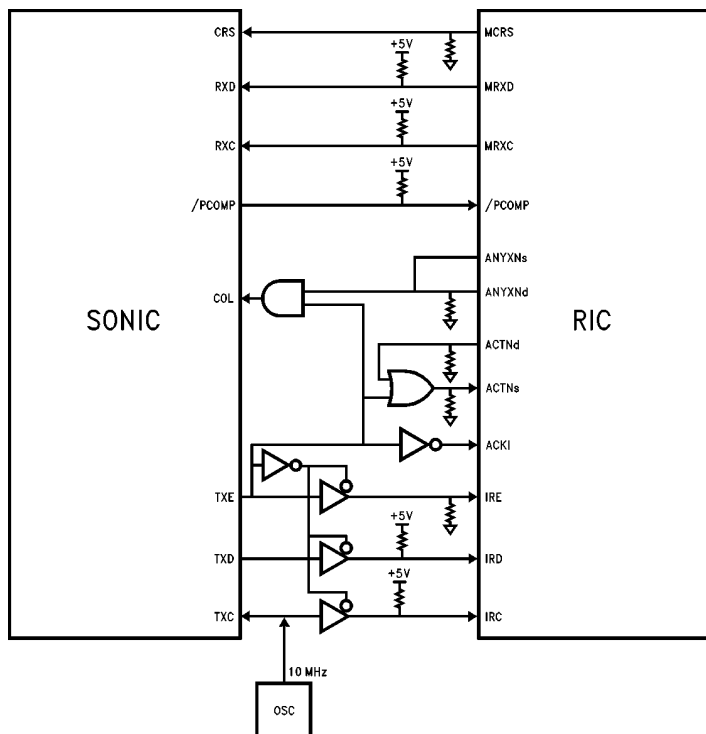 CRS
MCRS
+5V
RXD
MRXD
+5V
RXC
MRXC
+5V
/PCOMP
/PCOMP
ANYXNs
COL
ANYXNd
SONIC
RIC
ACTNd
ACTNs
ACKI
TXE
IRE
+5V
TXD
IRD
+5V
TXC
IRC
10 MHz
OSC